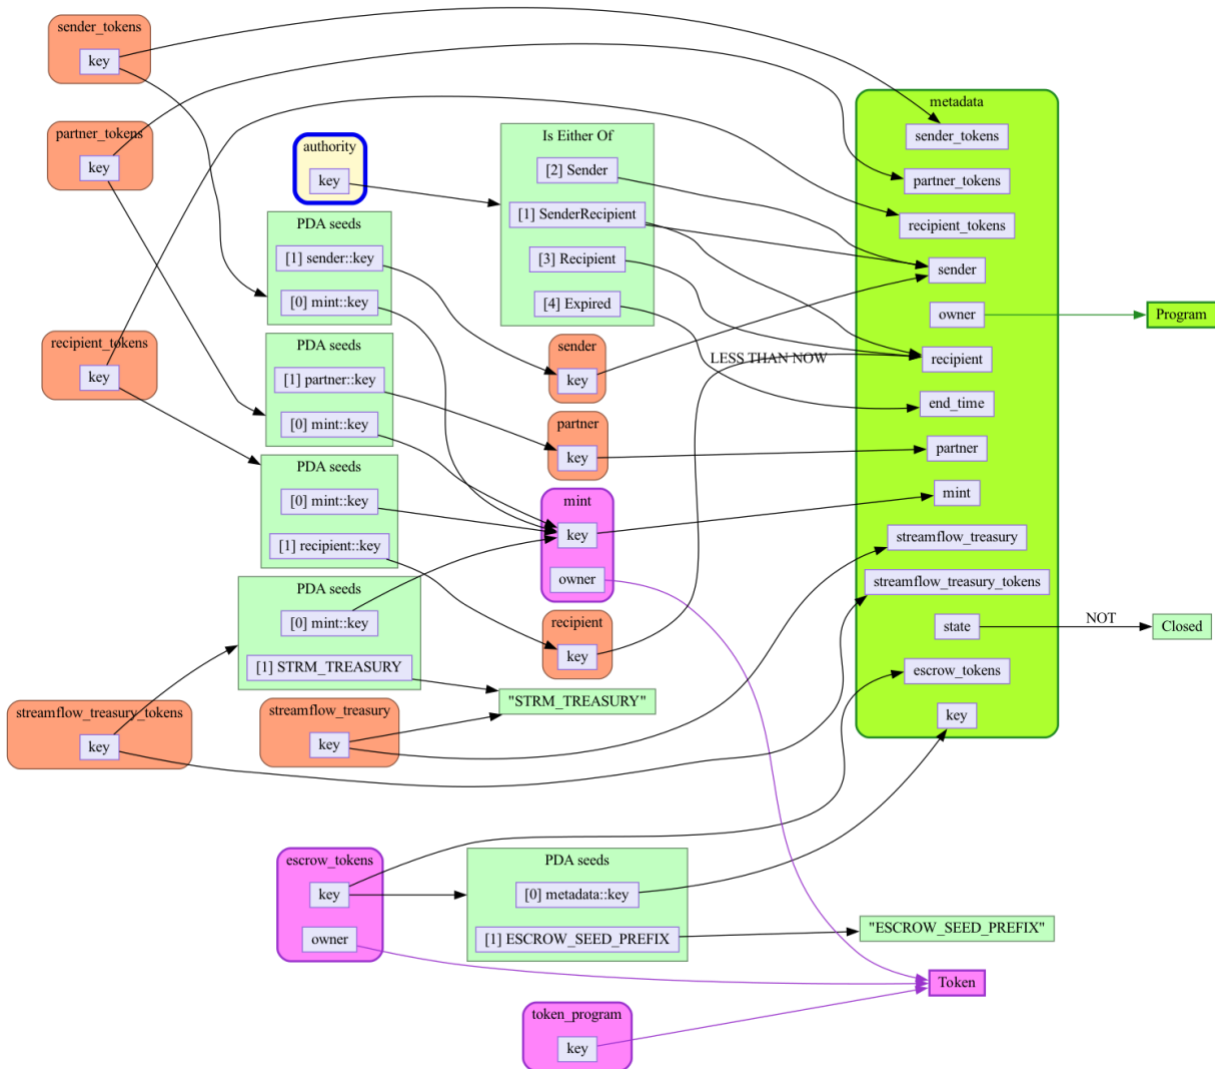 sender_tokens
key
partner_tokens
key
recipient_tokens
key
streamflow_treasury_tokens
key
authority
key
PDA seeds
[1] sender::key
[0] mint::key
PDA seeds
[1] partner::key
[0] mint::key
PDA seeds
[0] mint::key
[1] recipient::key
PDA seeds
[0] mint::key
[1] STRM_TREASURY
streamflow_treasury
key
escrow_tokens
key
owner
Is Either Of
[2] Sender
[1] SenderRecipient
[3] Recipient
[4] Expired
sender
key
partner
key
mint
key
owner
recipient
key
"STRM_TREASURY"
PDA seeds
[0] metadata::key
[1] ESCROW_SEED_PREFIX
token_program
key
LESS THAN NOW
metadata
sender_tokens
partner_tokens
recipient_tokens
sender
owner
recipient
end_time
partner
mint
streamflow_treasury
streamflow_treasury_tokens
state
escrow_tokens
key
"ESCROW_SEED_PREFIX"
Token
Program
NOT
Closed